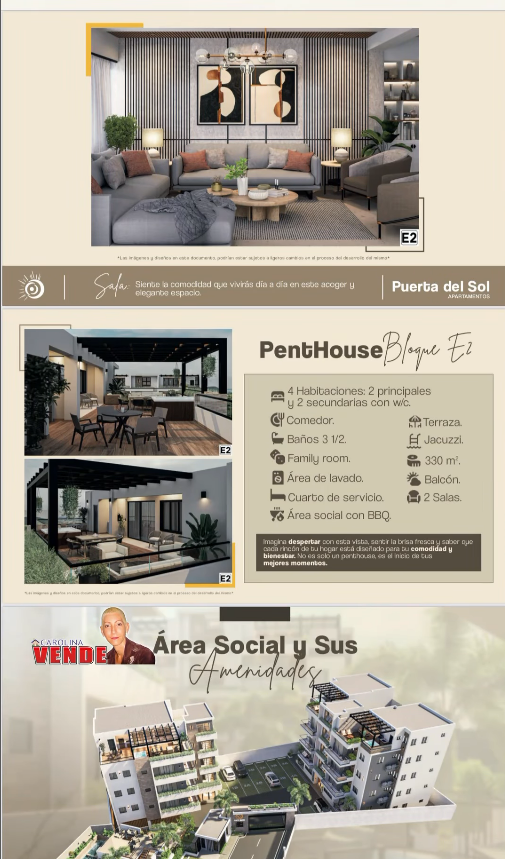 E2
*Las imágenes y diseños en este documento, podrían estar sujetos a ligeros cambios en el proceso del desarrollo del mismo*
Sala: Siente la comodidad que vivirás día a día en este acoger y
elegante espacio.
Puerta del Sol
APARTAMENTOS
PentHouse Bloque E2
E2
E2
4 Habitaciones: 2 principales
y 2 secundarias con w/c.
Comedor.
Baños 3 1/2.
Family room.
Área de lavado.
Cuarto de servicio.
Área social con BBQ.
Terraza.
Jacuzzi.
330 m².
Balcón.
2 Salas.
Imagina despertar con esta vista, sentir la brisa fresca y saber que
cada rincón de tu hogar está diseñado para tu comodidad y
bienestar. No es solo un penthouse, es el inicio de tus
mejores momentos.
*Las imágenes y diseños en este documento, podrían estar sujetos a ligeros cambios en el proceso del desarrollo del mismo*
CAROLINA
VENDE
Área Social y Sus
Amenidades